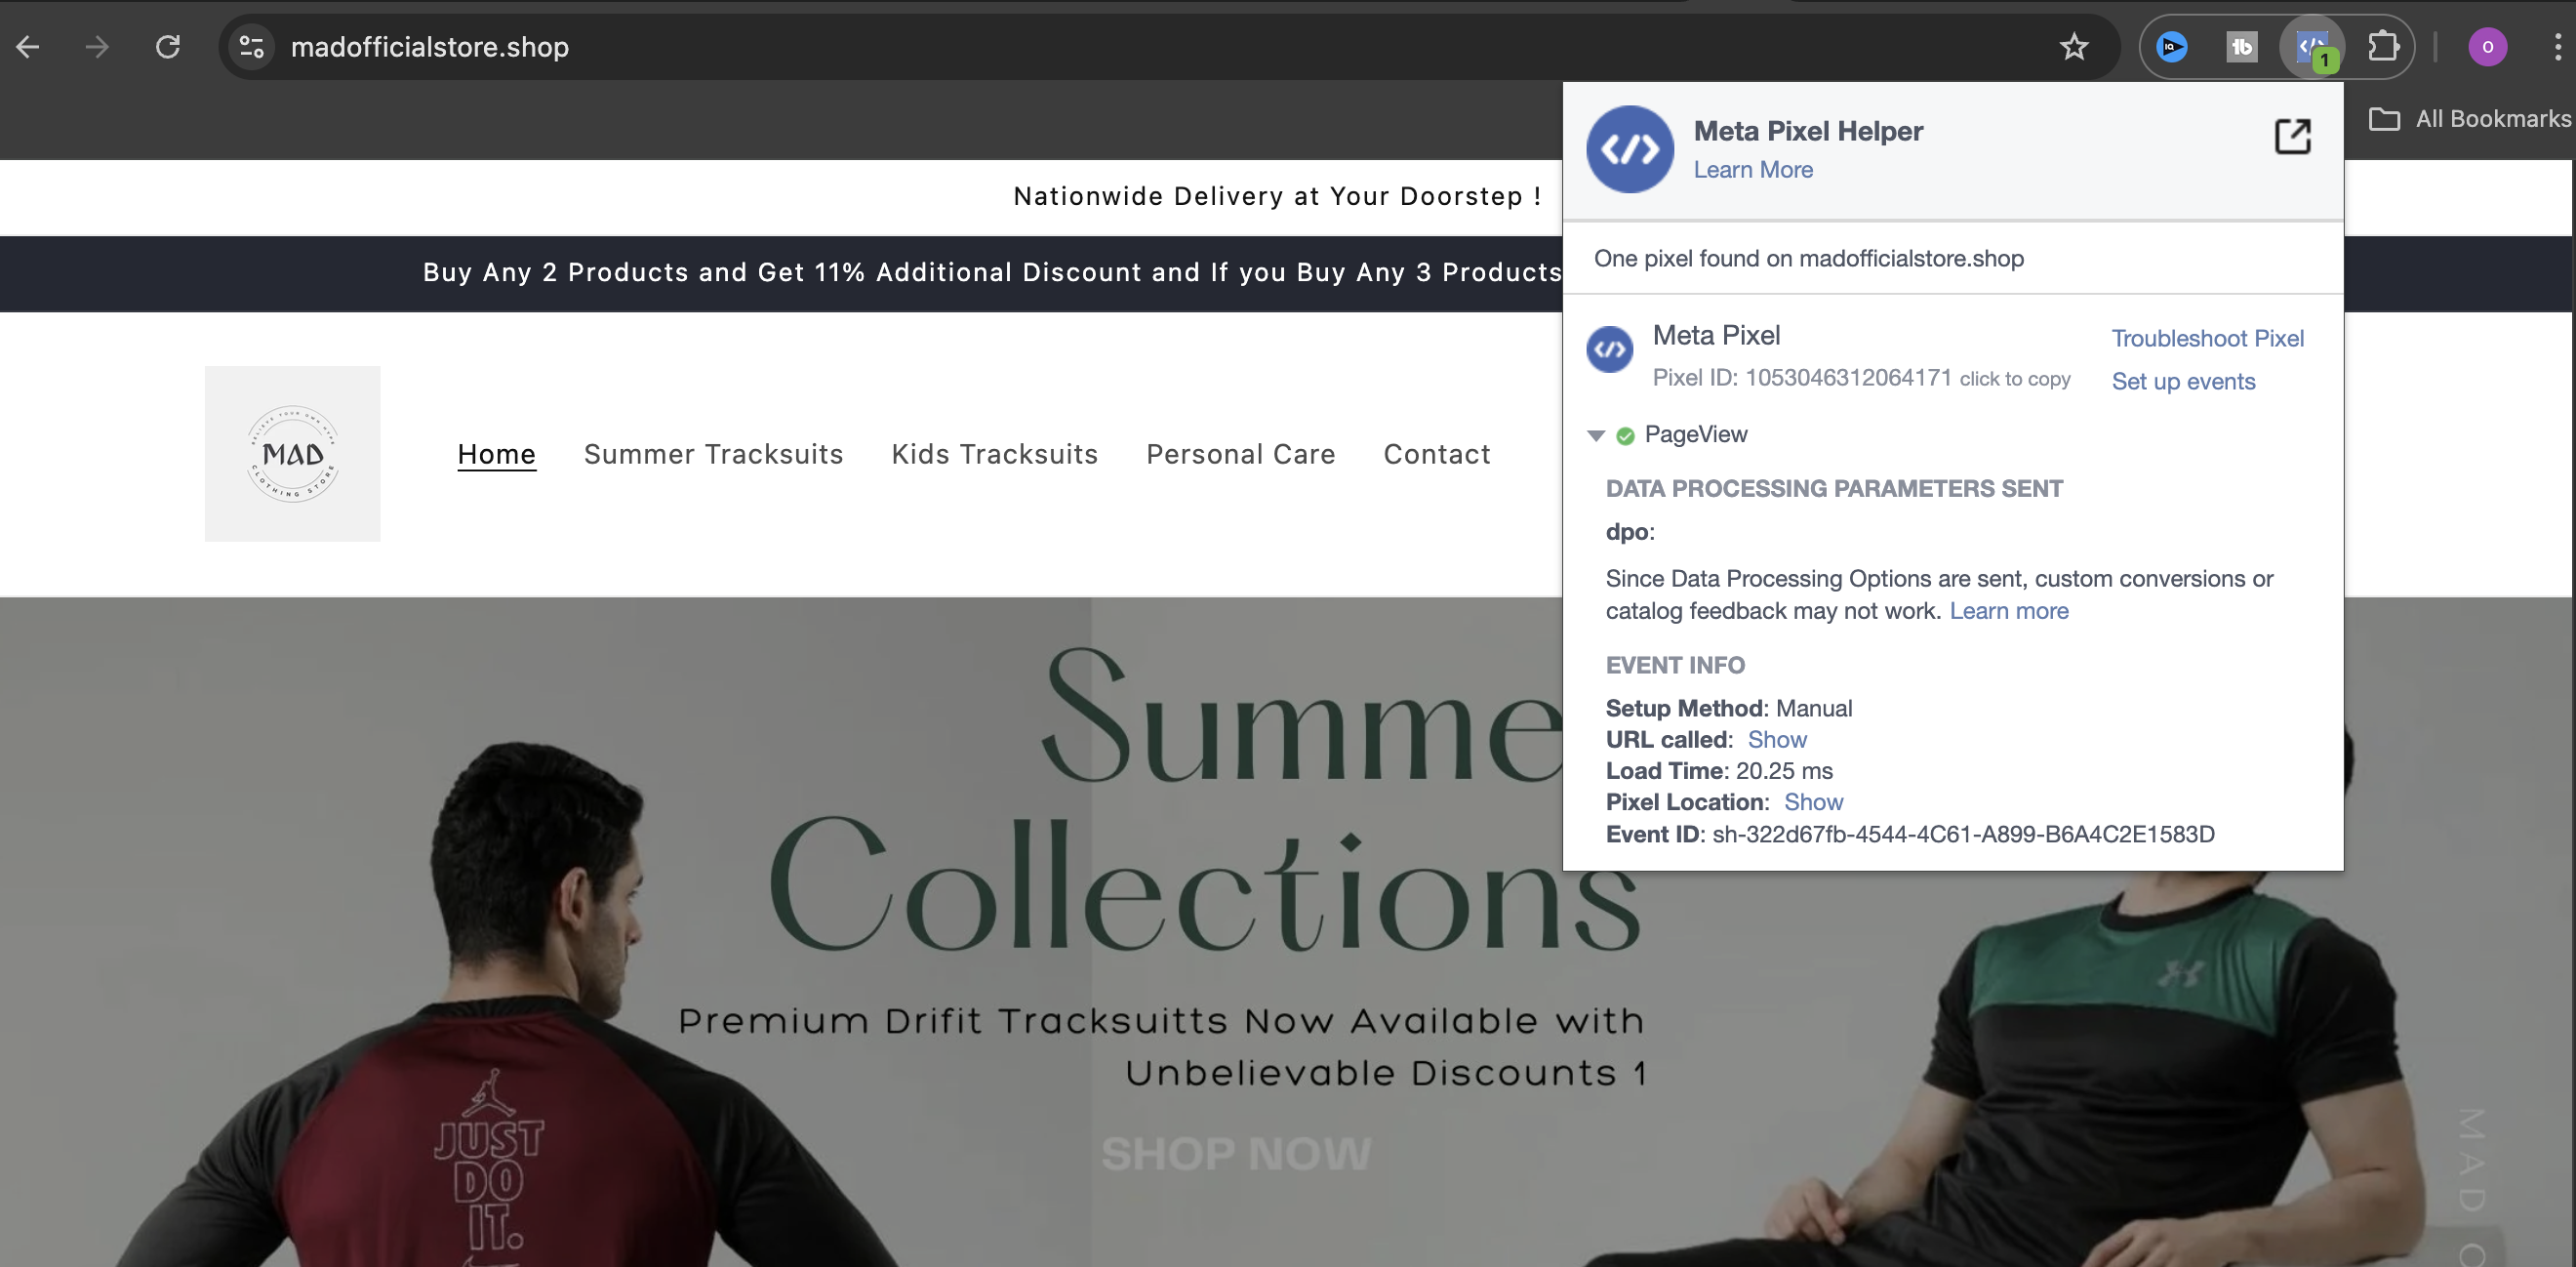 madofficialstore.shop
tb
1
O
All Bookmarks
Meta Pixel Helper
Learn More
Nationwide Delivery at Your Doorstep !
One pixel found on madofficialstore.shop
Buy Any 2 Products and Get 11% Additional Discount and If you Buy Any 3 Products
Meta Pixel
Troubleshoot Pixel
Pixel ID: 1053046312064171 click to copy
Set up events
MAD
CLOTHING STORE
Home
Summer Tracksuits
Kids Tracksuits
Personal Care
Contact
PageView
DATA PROCESSING PARAMETERS SENT
dpo:
Since Data Processing Options are sent, custom conversions or
catalog feedback may not work. Learn more
EVENT INFO
Setup Method: Manual
URL called: Show
Load Time: 20.25 ms
Pixel Location: Show
Event ID: sh-322d67fb-4544-4C61-A899-B6A4C2E1583D
Summe
Collections
Premium Drifit Tracksuitts Now Available with
Unbelievable Discounts 1
SHOP NOW
JUST
DO
IT.
MAD C